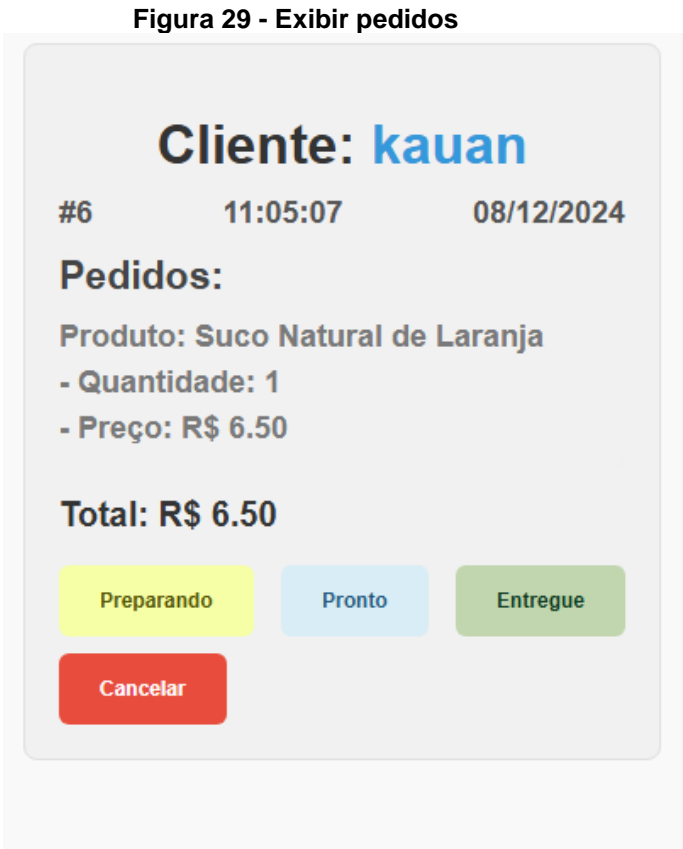 Figura 29 - Exibir pedidos
Cliente: kauan
#6 11:05:07 08/12/2024
Pedidos:
Produto: Suco Natural de Laranja
- Quantidade: 1
- Preço: R$ 6.50
Total: R$ 6.50
Preparando Pronto Entregue
Cancelar